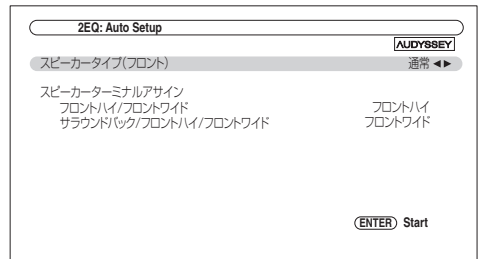 2EQ: Auto Setup
AUDYSSEY
スピーカータイプ(フロント) 通常 ◀▶
スピーカーターミナルアサイン
フロントハイ/フロントワイド フロントハイ
サラウンドバック/フロントハイ/フロントワイド フロントワイド
ENTER Start